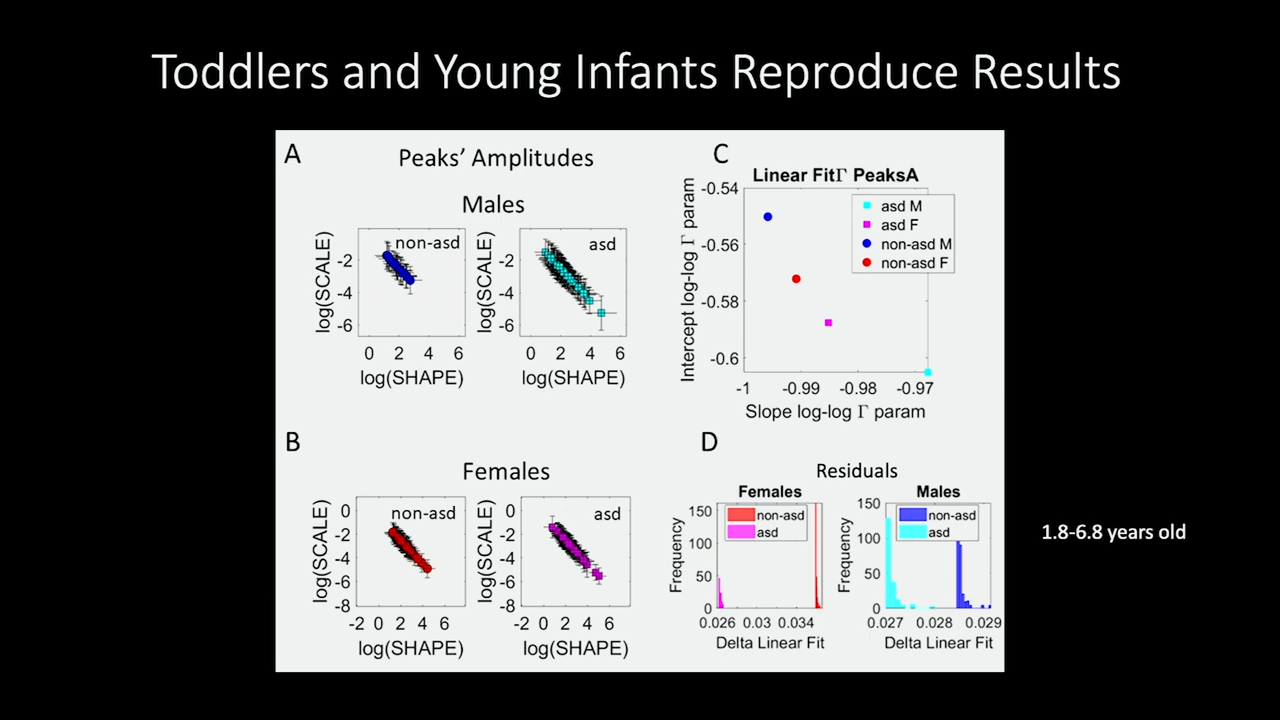 Toddlers and Young Infants Reproduce Results
A
Peaks' Amplitudes
Males
non-asd
log(SCALE)
-2
-4
-6
0 2 4 6
log(SHAPE)
asd
log(SCALE)
-2
-4
-6
0 2 4 6
log(SHAPE)
B
Females
non-asd
log(SCALE)
0
-2
-4
-6
-8
-2 0 2 4 6
log(SHAPE)
asd
log(SCALE)
0
-2
-4
-6
-8
-2 0 2 4 6
log(SHAPE)
C
Linear FitΓ PeaksA
Intercept log-log Γ param
-0.54
-0.56
-0.58
-0.6
asd M
asd F
non-asd M
non-asd F
-1 -0.99 -0.98 -0.97
Slope log-log Γ param
D
Residuals
Females
Frequency
150
100
50
0
non-asd
asd
0.026 0.03 0.034
Delta Linear Fit
Males
Frequency
150
100
50
0
non-asd
asd
0.027 0.028 0.029
Delta Linear Fit
1.8-6.8 years old